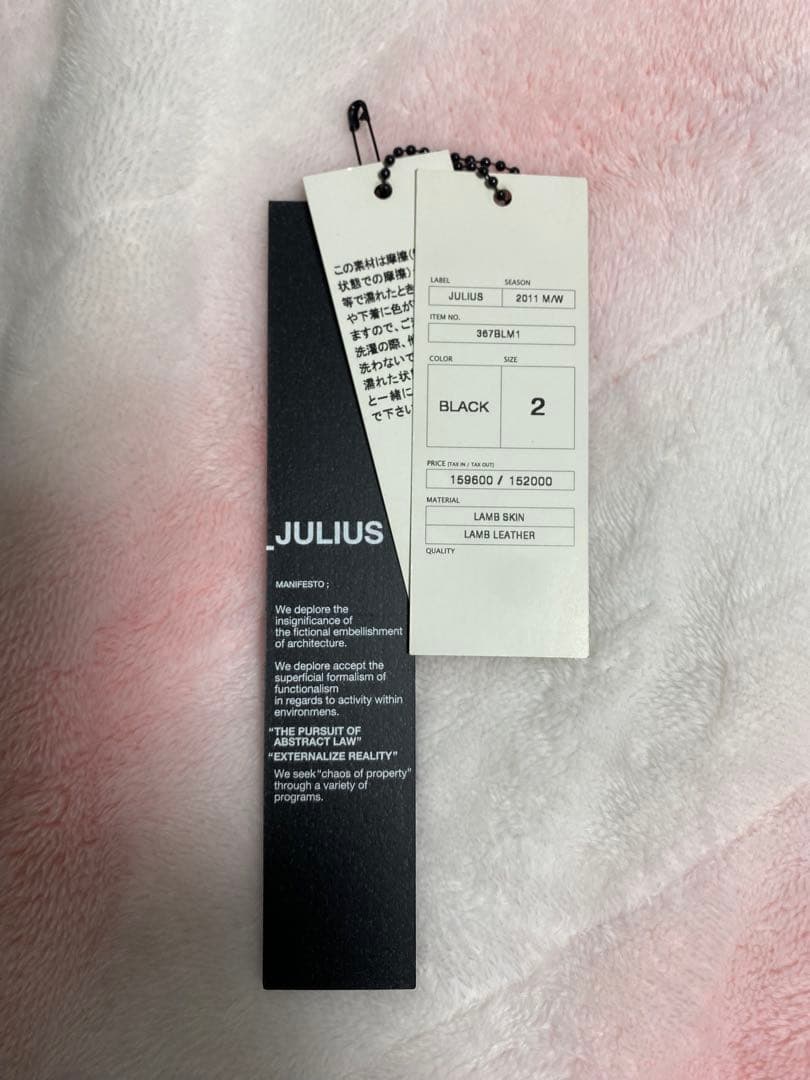 _JULIUS
MANIFESTO ;
We deplore the
insignificance of
the fictional embellishment
of architecture.
We deplore accept the
superficial formalism of
functionalism
in regards to activity within
environmens.
"THE PURSUIT OF
ABSTRACT LAW"
"EXTERNALIZE REALITY"
We seek "chaos of property"
through a variety of
programs.
この素材は摩擦(
状態での摩擦)
等で濡れたとき
や下着に色が
ますので、ご
洗濯の際、他
洗わないで
濡れた状
と一緒に
で下さい
LABEL SEASON
JULIUS 2011 M/W
ITEM NO.
367BLM1
COLOR SIZE
BLACK 2
PRICE [TAX IN / TAX OUT]
159600 / 152000
MATERIAL
LAMB SKIN
LAMB LEATHER
QUALITY